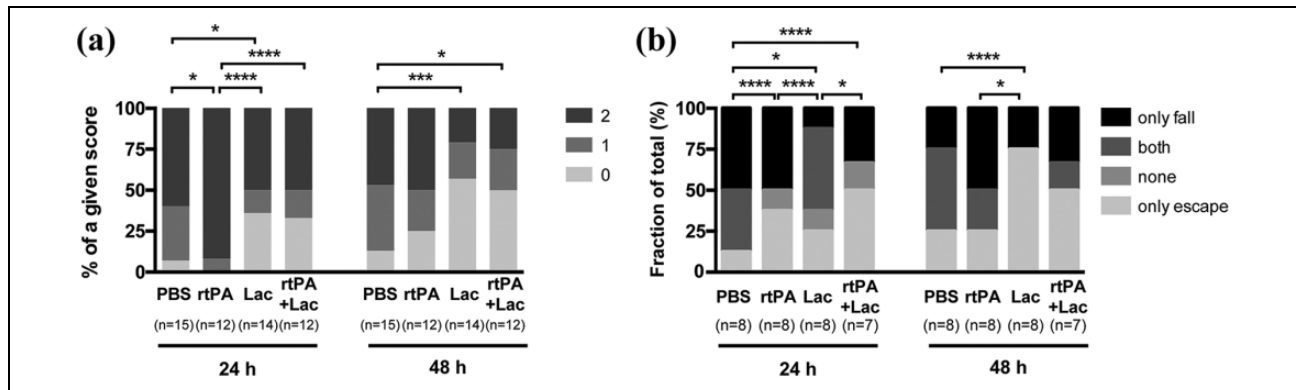 (a)
% of a given score
100
75
50
25
0
* **** * **** * ***
2
1
0
PBS rtPA Lac rtPA +Lac
(n=15) (n=12) (n=14) (n=12)
24 h
PBS rtPA Lac rtPA +Lac
(n=15) (n=12) (n=14) (n=12)
48 h
(b)
Fraction of total (%)
100
75
50
25
0
**** * **** **** * **** *
only fall
both
none
only escape
PBS rtPA Lac rtPA +Lac
(n=8) (n=8) (n=8) (n=7)
24 h
PBS rtPA Lac rtPA +Lac
(n=8) (n=8) (n=8) (n=7)
48 h